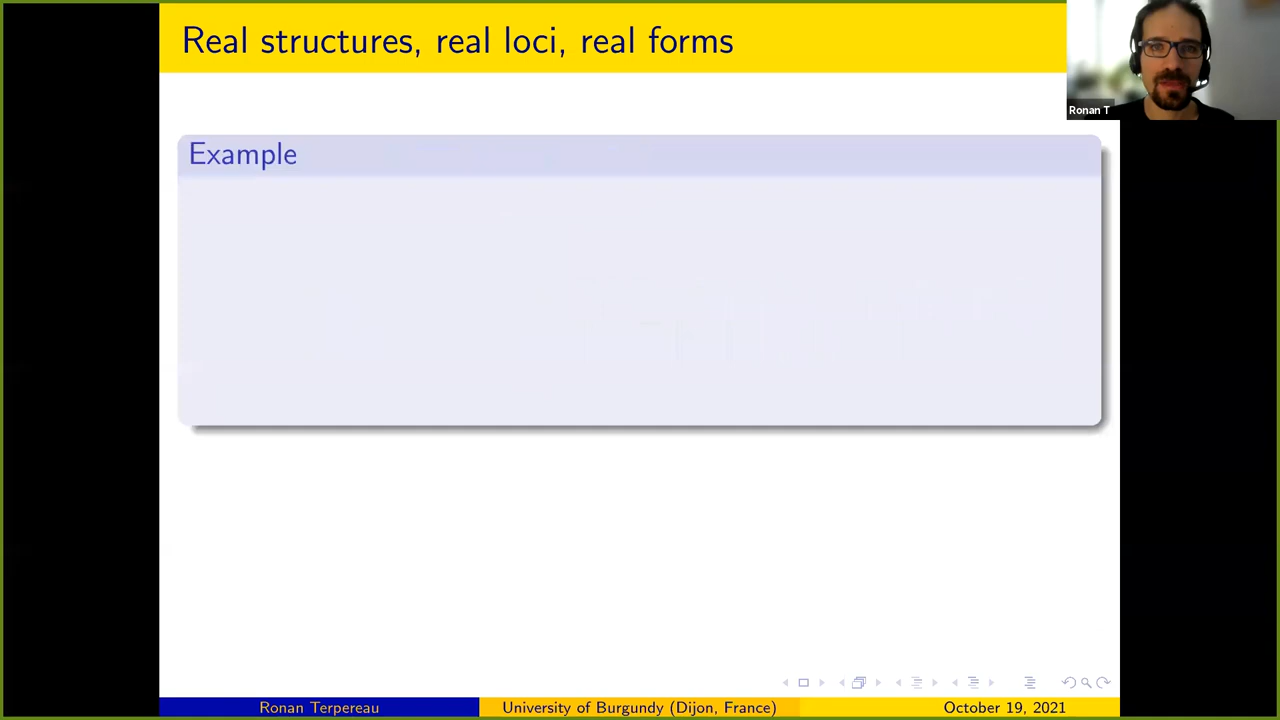 Real structures, real loci, real forms
Ronan T
Example
Ronan Terpereau
University of Burgundy (Dijon, France)
October 19, 2021